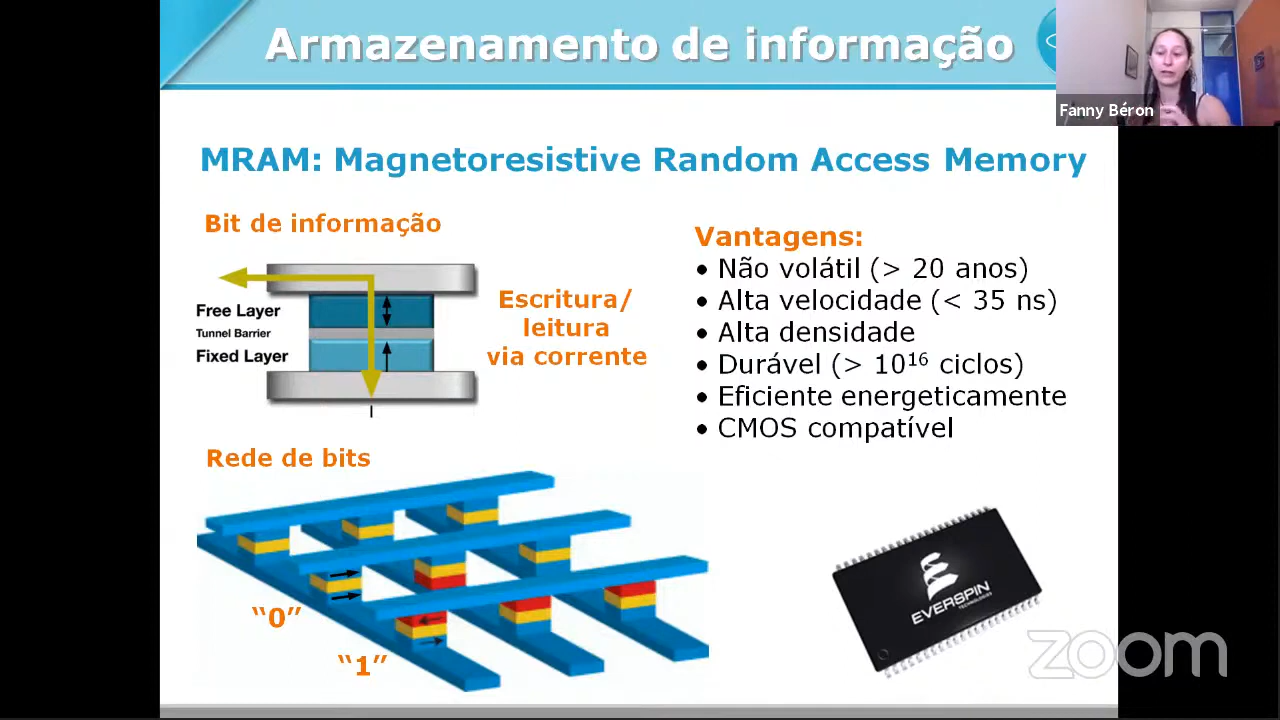 Armazenamento de informação
Fanny Béron
MRAM: Magnetoresistive Random Access Memory
Bit de informação
Free Layer
Tunnel Barrier
Fixed Layer
I
Escritura/
leitura
via corrente
Vantagens:
• Não volátil (> 20 anos)
• Alta velocidade (< 35 ns)
• Alta densidade
• Durável (> 10¹⁶ ciclos)
• Eficiente energeticamente
• CMOS compatível
Rede de bits
“0”
“1”
EVERSPIN
TECHNOLOGIES
zoom